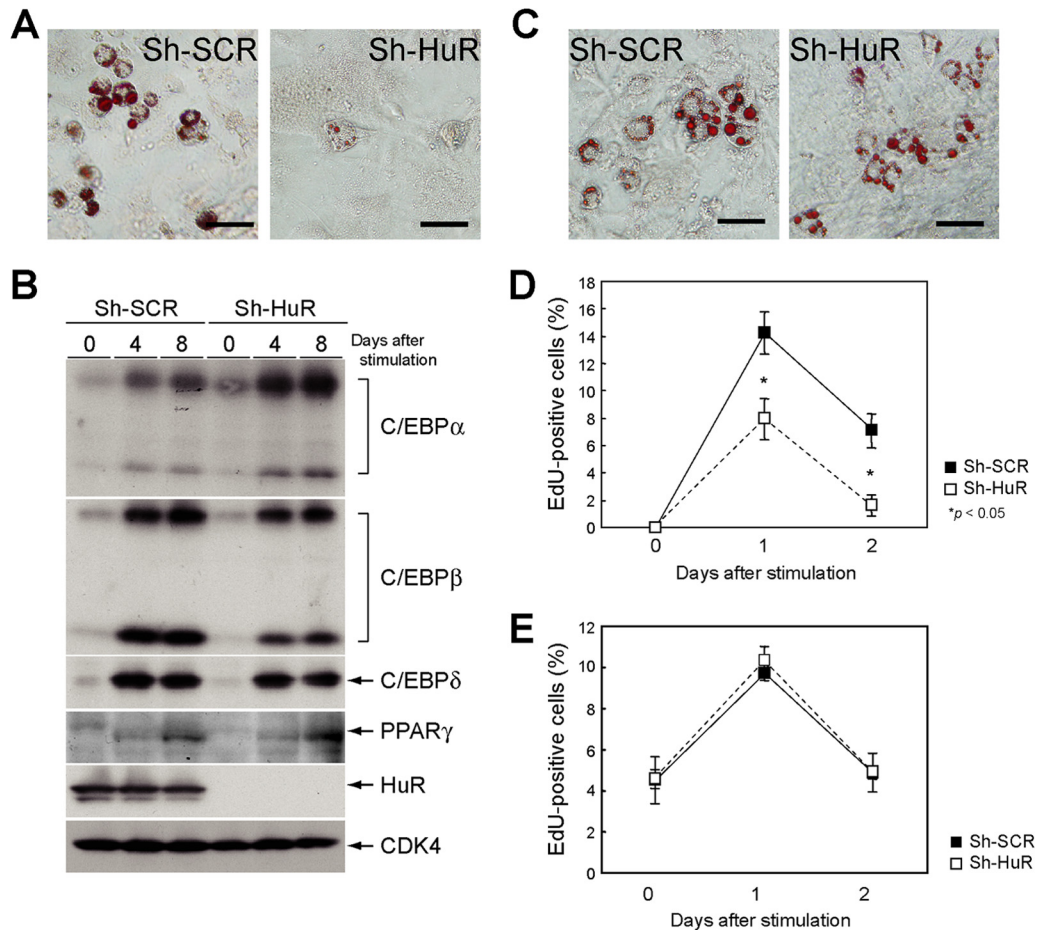 A
Sh-SCR
Sh-HuR
C
Sh-SCR
Sh-HuR
B
Sh-SCR
Sh-HuR
0 4 8 0 4 8
Days after
stimulation
C/EBPα
C/EBPβ
C/EBPδ
PPARγ
HuR
CDK4
D
EdU-positive cells (%)
18
16
14
12
10
8
6
4
2
0
*
*
0 1 2
Days after stimulation
Sh-SCR
Sh-HuR
*p < 0.05
E
EdU-positive cells (%)
12
10
8
6
4
2
0
0 1 2
Days after stimulation
Sh-SCR
Sh-HuR